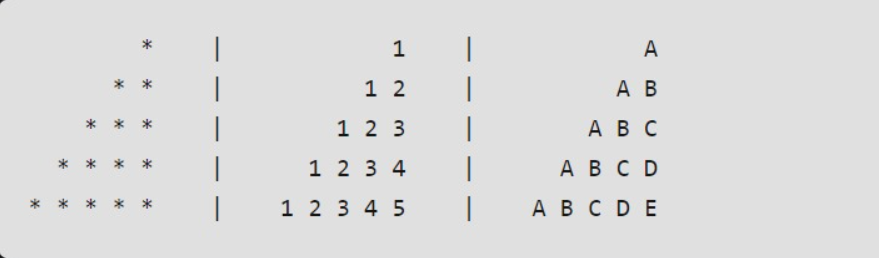 *    |            1    |            A
      * *    |          1 2    |          A B
    * * *    |        1 2 3    |        A B C
  * * * *    |      1 2 3 4    |      A B C D
* * * * *    |    1 2 3 4 5    |    A B C D E